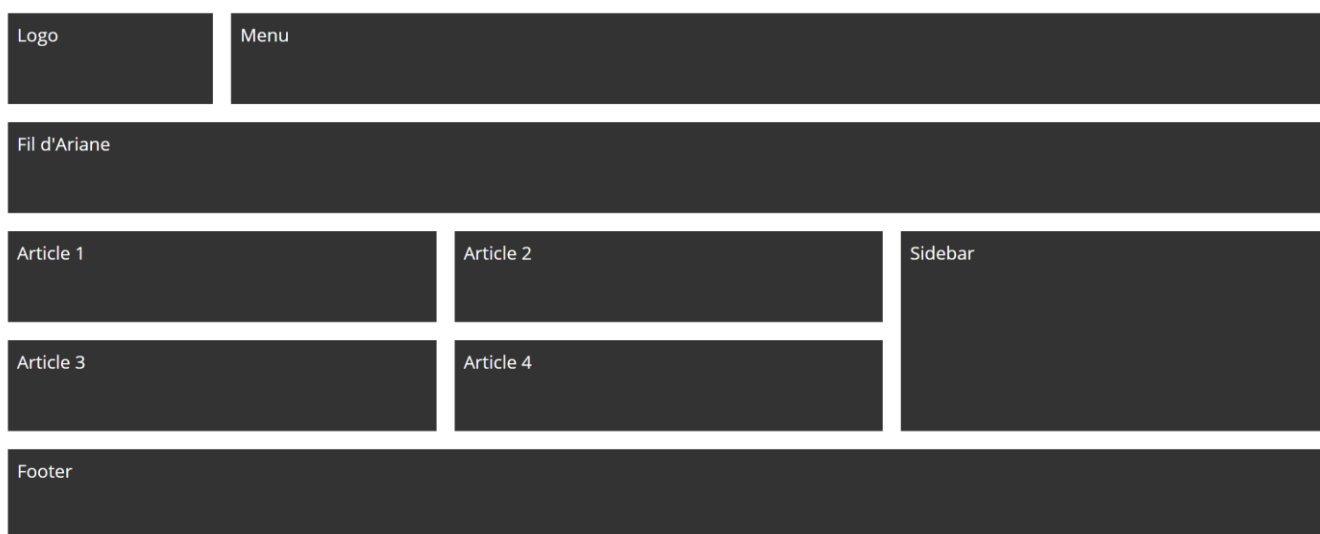 Logo
Menu
Fil d'Ariane
Article 1
Article 2
Sidebar
Article 3
Article 4
Footer